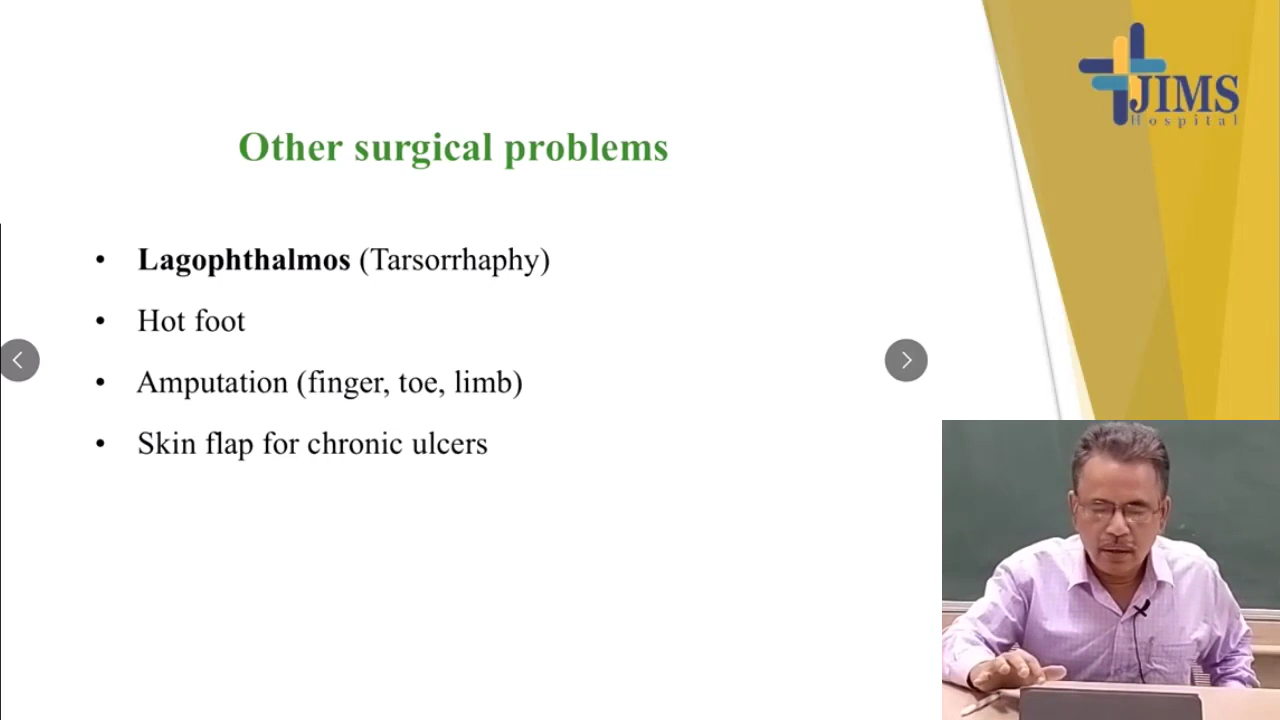 JIMS
Hospital
Other surgical problems
• Lagophthalmos (Tarsorrhaphy)
• Hot foot
• Amputation (finger, toe, limb)
• Skin flap for chronic ulcers